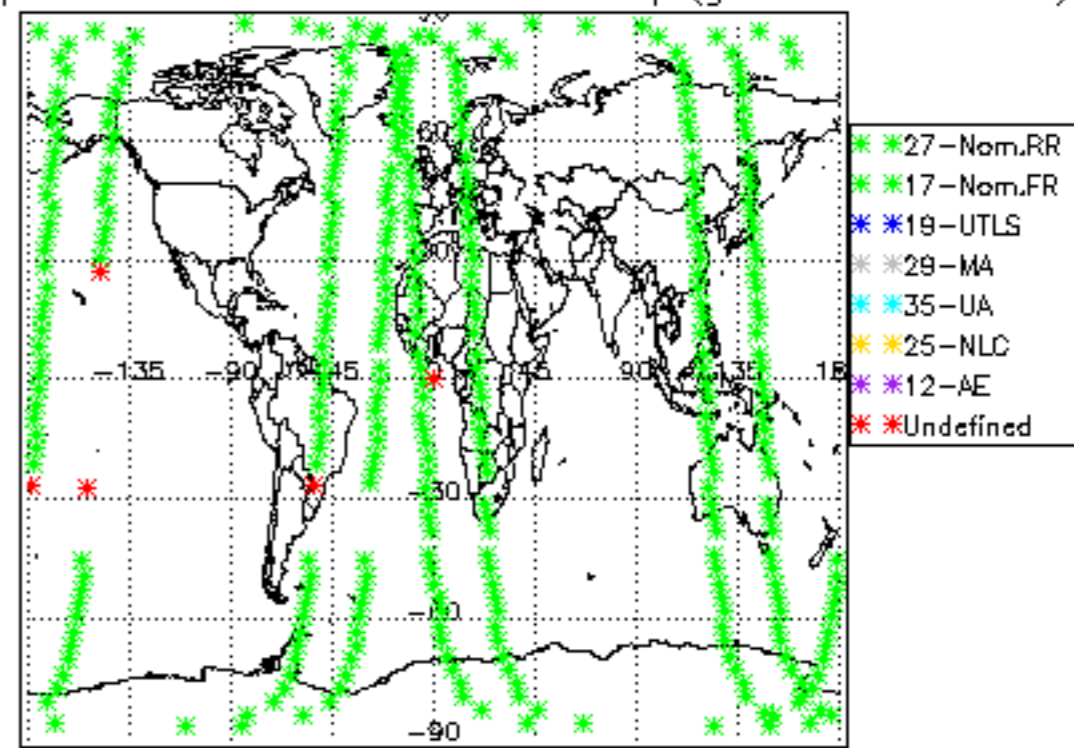 60
-135
-90
45
90
135
-30
-90
27-Nom.RR
17-Nom.FR
19-UTLS
29-MA
35-UA
25-NLC
12-AE
Undefined